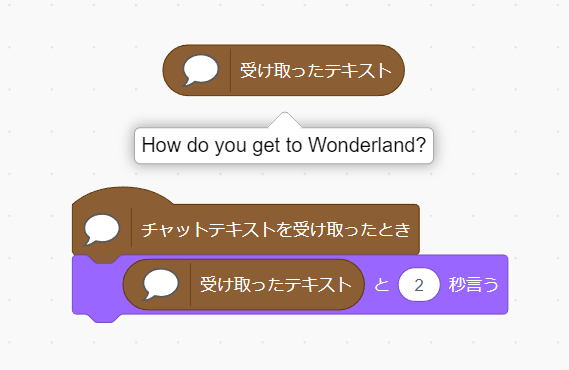 受け取ったテキスト
How do you get to Wonderland?
チャットテキストを受け取ったとき
受け取ったテキスト と 2 秒言う